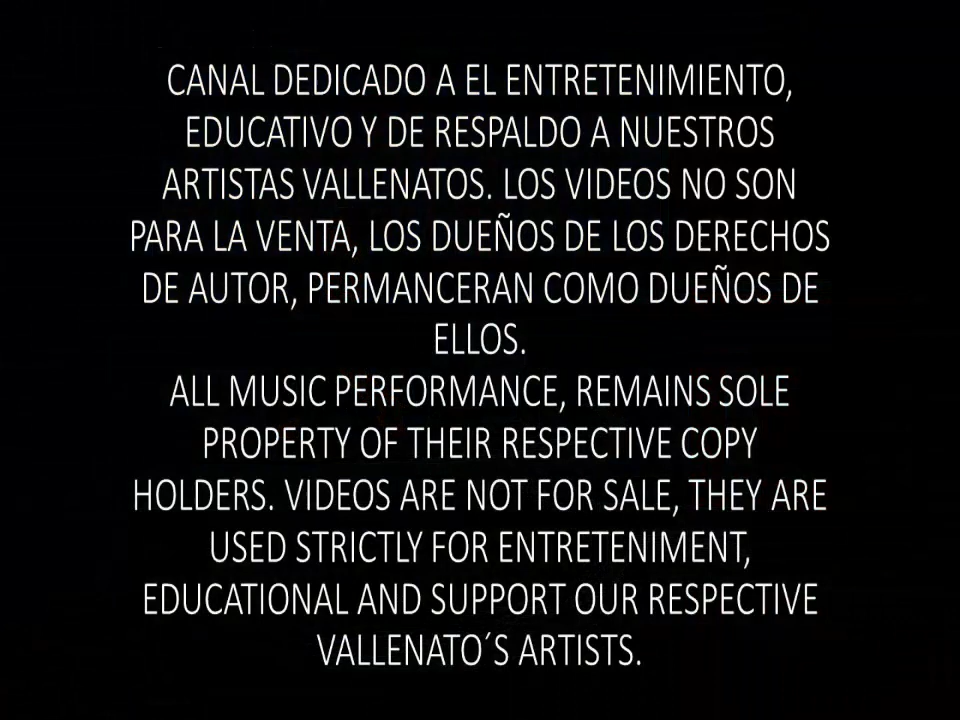 CANAL DEDICADO A EL ENTRETENIMIENTO,
EDUCATIVO Y DE RESPALDO A NUESTROS
ARTISTAS VALLENATOS. LOS VIDEOS NO SON
PARA LA VENTA, LOS DUEÑOS DE LOS DERECHOS
DE AUTOR, PERMANCERAN COMO DUEÑOS DE
ELLOS.
ALL MUSIC PERFORMANCE, REMAINS SOLE
PROPERTY OF THEIR RESPECTIVE COPY
HOLDERS. VIDEOS ARE NOT FOR SALE, THEY ARE
USED STRICTLY FOR ENTRETENIMENT,
EDUCATIONAL AND SUPPORT OUR RESPECTIVE
VALLENATO´S ARTISTS.